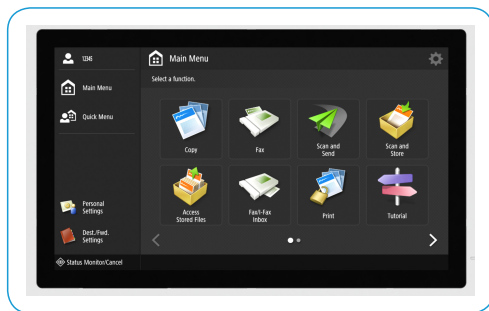 12345
Main Menu
Quick Menu
Personal
Settings
Dest./Fwd.
Settings
Status Monitor/Cancel
Main Menu
Select a function.
Copy
Fax
Scan and
Send
Scan and
Store
Access
Stored Files
Fax/I-Fax
Inbox
Print
Tutorial